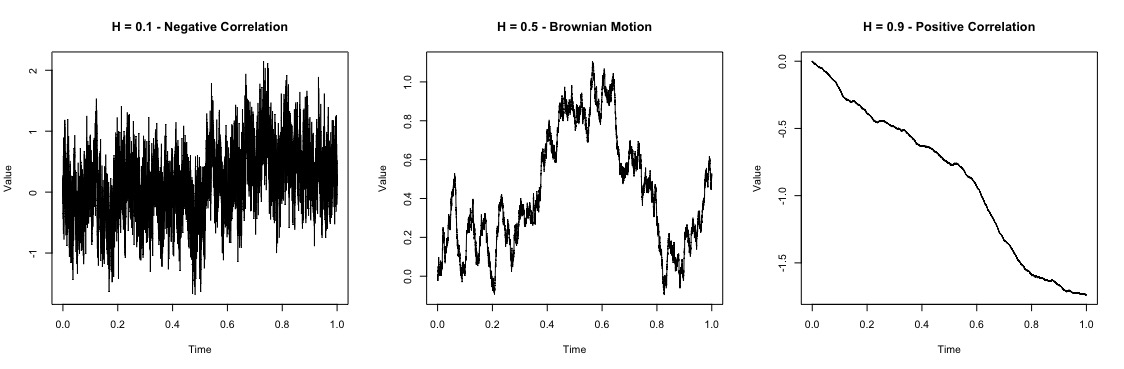 H = 0.1 - Negative Correlation
2
1
0
-1
Value
0.0 0.2 0.4 0.6 0.8 1.0
Time
H = 0.5 - Brownian Motion
1.0
0.8
0.6
0.4
0.2
0.0
Value
0.0 0.2 0.4 0.6 0.8 1.0
Time
H = 0.9 - Positive Correlation
0.0
-0.5
-1.0
-1.5
Value
0.0 0.2 0.4 0.6 0.8 1.0
Time